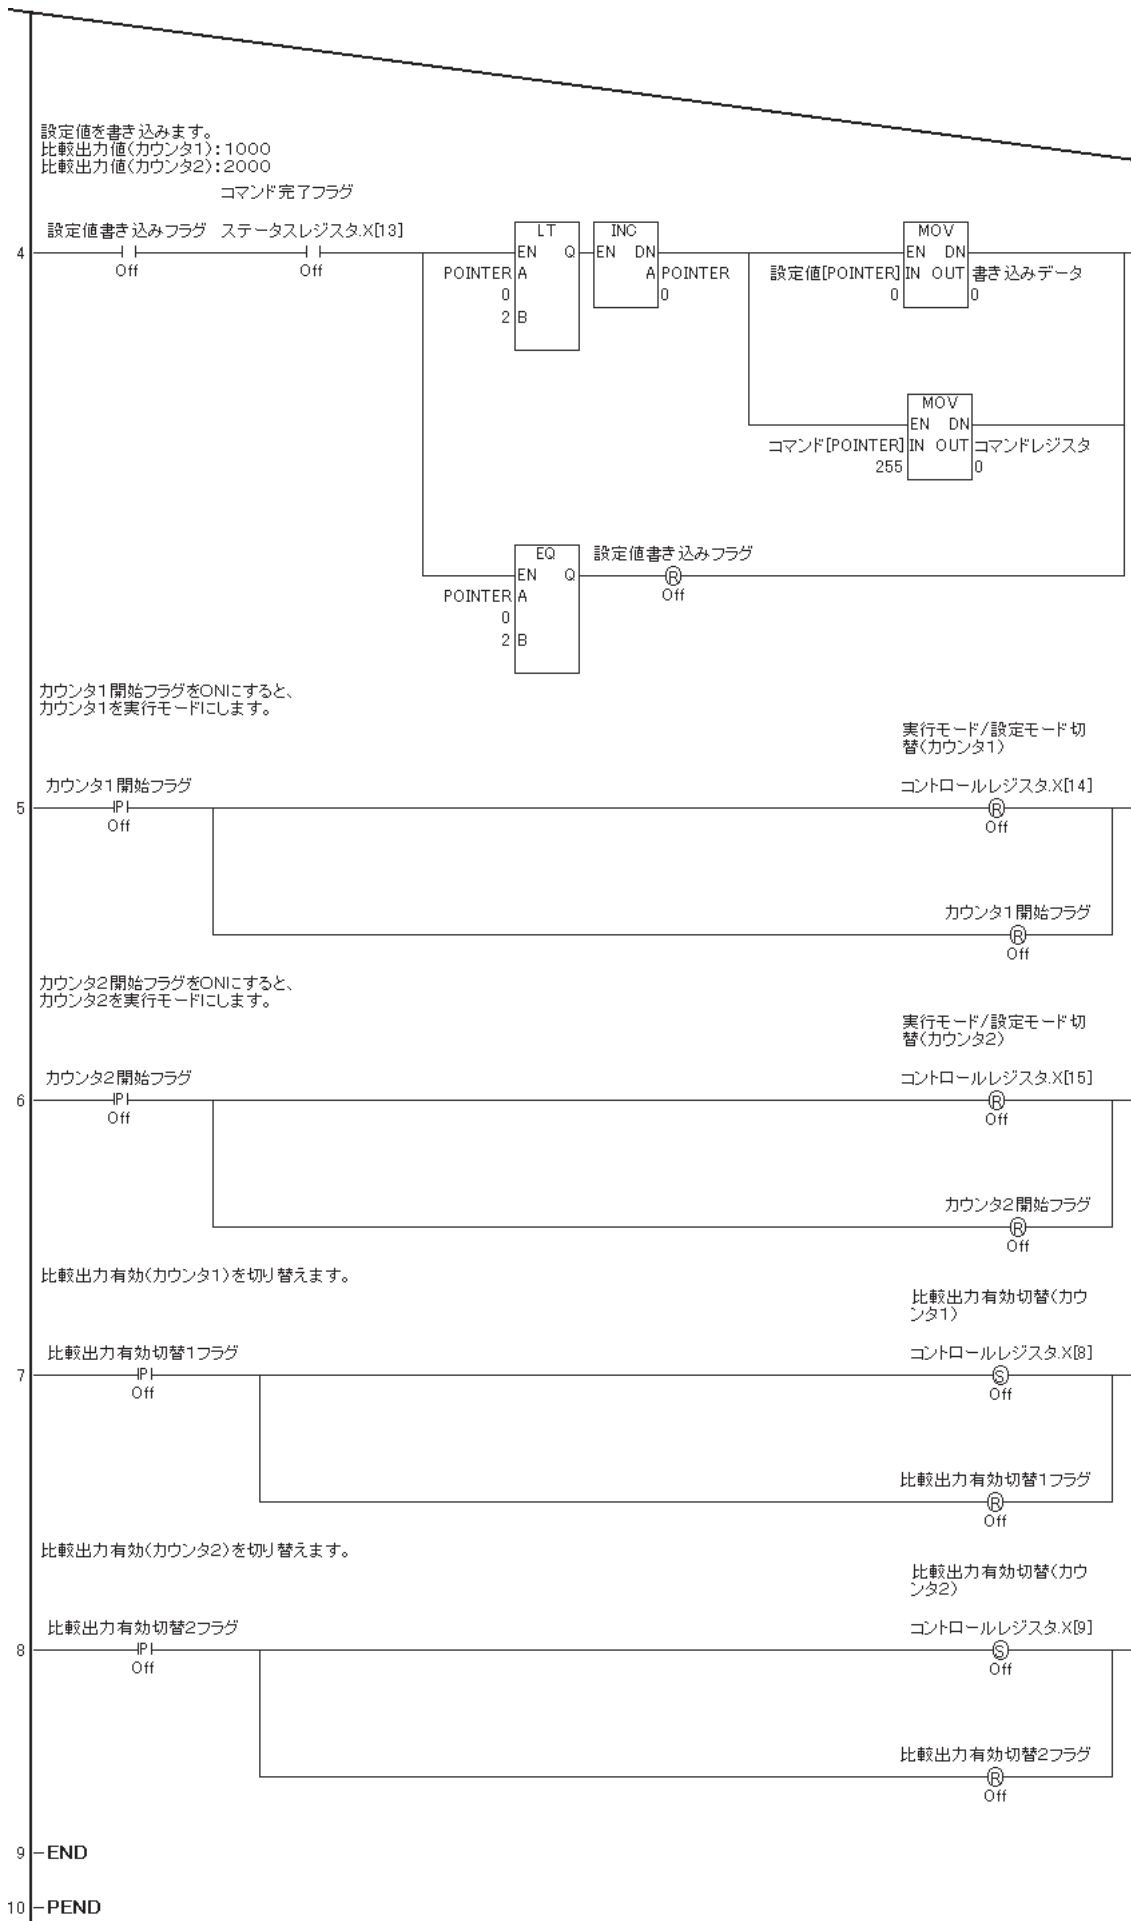 設定値を書き込みます。
比較出力値(カウンタ1):1000
比較出力値(カウンタ2):2000
コマンド完了フラグ
設定値書き込みフラグ ステータスレジスタ.X[13]
4
Off Off
LT
EN Q
POINTER A
0
2 B
INC
EN DN
A POINTER
0
MOV
EN DN
設定値[POINTER] IN OUT 書き込みデータ
0 0
MOV
EN DN
コマンド[POINTER] IN OUT コマンドレジスタ
255 0
EQ
EN Q
POINTER A
0
2 B
設定値書き込みフラグ
R
Off
カウンタ1開始フラグをONにすると、
カウンタ1を実行モードにします。
実行モード/設定モード切
替(カウンタ1)
カウンタ1開始フラグ コントロールレジスタ.X[14]
5 P R
Off Off
カウンタ1開始フラグ
R
Off
カウンタ2開始フラグをONにすると、
カウンタ2を実行モードにします。
実行モード/設定モード切
替(カウンタ2)
カウンタ2開始フラグ コントロールレジスタ.X[15]
6 P R
Off Off
カウンタ2開始フラグ
R
Off
比較出力有効(カウンタ1)を切り替えます。
比較出力有効切替(カウ
ンタ1)
比較出力有効切替1フラグ コントロールレジスタ.X[8]
7 P S
Off Off
比較出力有効切替1フラグ
R
Off
比較出力有効(カウンタ2)を切り替えます。
比較出力有効切替(カウ
ンタ2)
比較出力有効切替2フラグ コントロールレジスタ.X[9]
8 P S
Off Off
比較出力有効切替2フラグ
R
Off
9 END
10 PEND